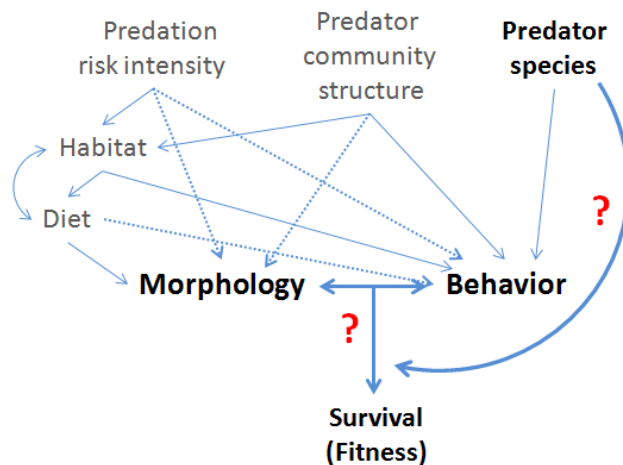 Predation
risk intensity
Predator
community
structure
Predator
species
Habitat
Diet
?
Morphology
Behavior
?
Survival
(Fitness)